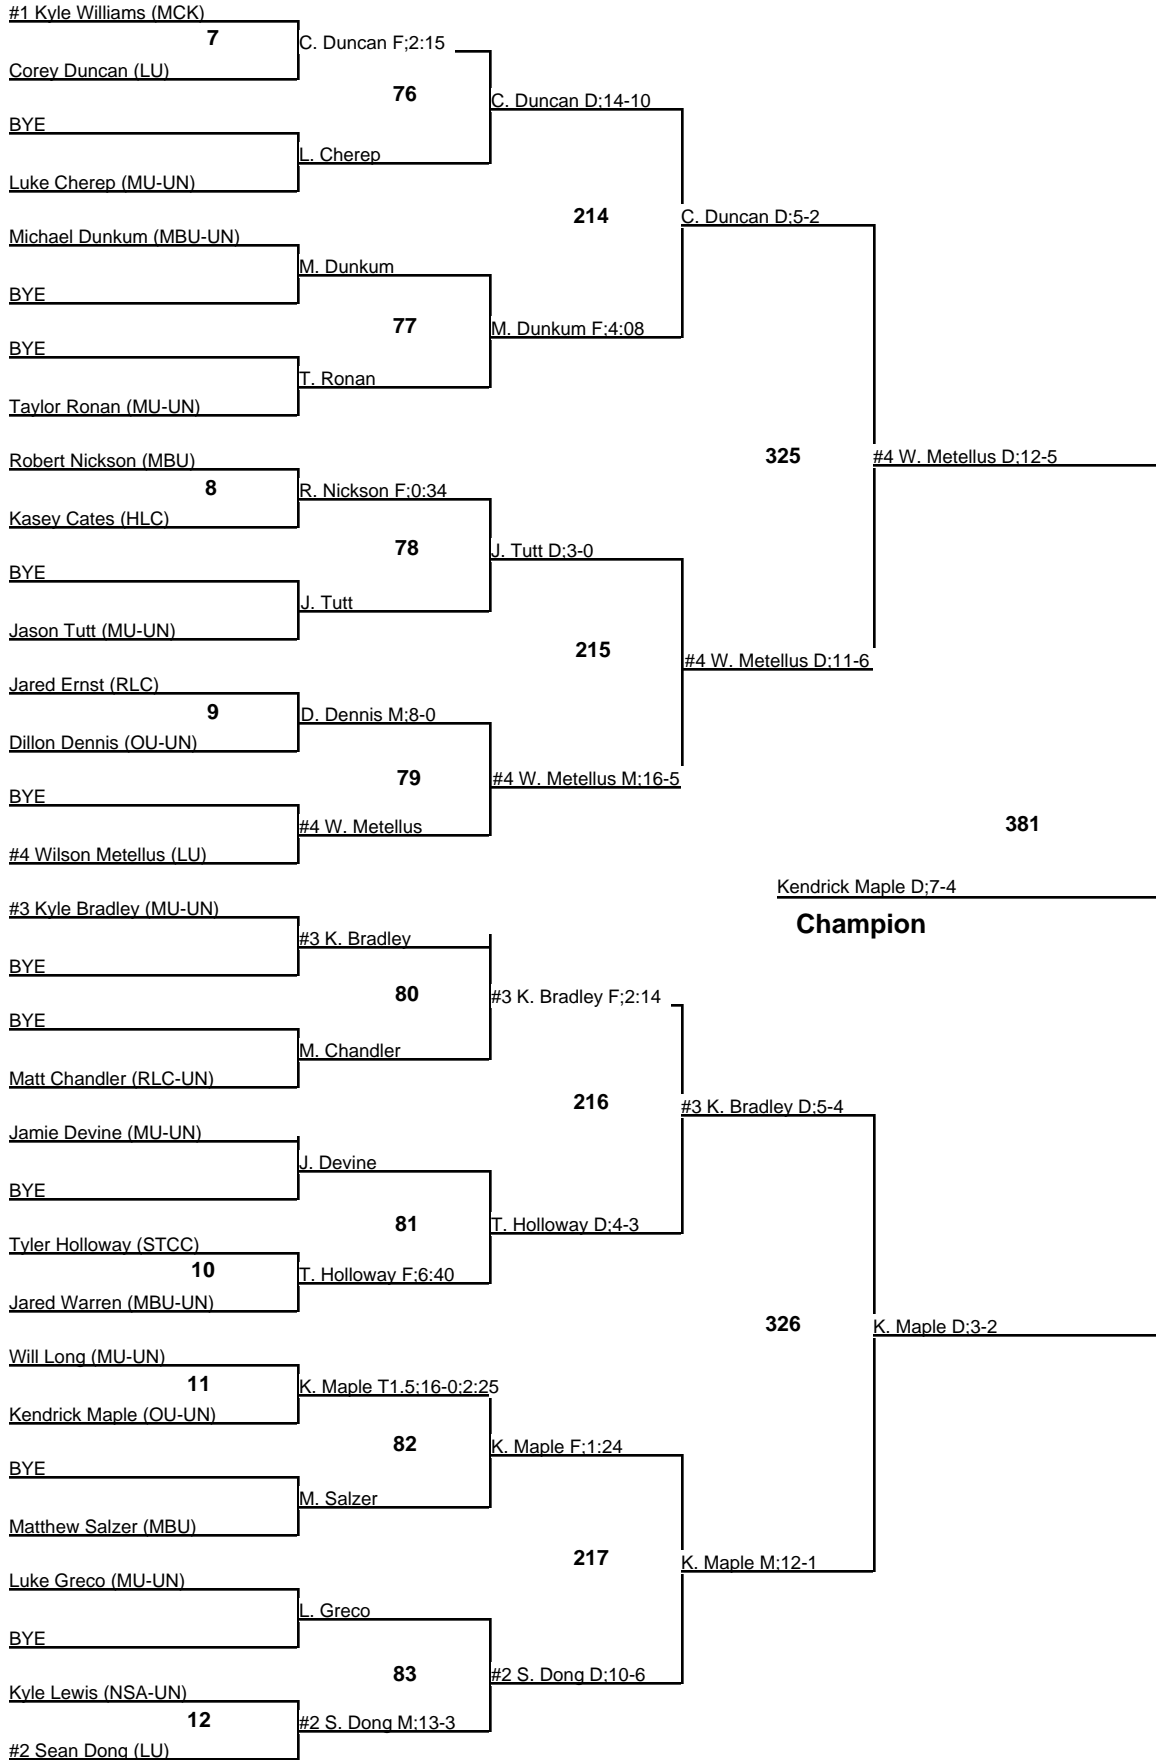 #1 Kyle Williams (MCK)
7
C. Duncan F;2:15
Corey Duncan (LU)
76
C. Duncan D;14-10
BYE
L. Cherep
Luke Cherep (MU-UN)
214
C. Duncan D;5-2
Michael Dunkum (MBU-UN)
M. Dunkum
BYE
77
M. Dunkum F;4:08
BYE
T. Ronan
Taylor Ronan (MU-UN)
325
#4 W. Metellus D;12-5
Robert Nickson (MBU)
8
R. Nickson F;0:34
Kasey Cates (HLC)
78
J. Tutt D;3-0
BYE
J. Tutt
Jason Tutt (MU-UN)
215
#4 W. Metellus D;11-6
Jared Ernst (RLC)
9
D. Dennis M;8-0
Dillon Dennis (OU-UN)
79
#4 W. Metellus M;16-5
BYE
#4 W. Metellus
381
#4 Wilson Metellus (LU)
Kendrick Maple D;7-4
Champion
#3 Kyle Bradley (MU-UN)
#3 K. Bradley
BYE
80
#3 K. Bradley F;2:14
BYE
M. Chandler
Matt Chandler (RLC-UN)
216
#3 K. Bradley D;5-4
Jamie Devine (MU-UN)
J. Devine
BYE
81
T. Holloway D;4-3
Tyler Holloway (STCC)
10
T. Holloway F;6:40
Jared Warren (MBU-UN)
326
K. Maple D;3-2
Will Long (MU-UN)
11
K. Maple T1.5;16-0;2:25
Kendrick Maple (OU-UN)
82
K. Maple F;1:24
BYE
M. Salzer
Matthew Salzer (MBU)
217
K. Maple M;12-1
Luke Greco (MU-UN)
L. Greco
BYE
83
#2 S. Dong D;10-6
Kyle Lewis (NSA-UN)
12
#2 S. Dong M;13-3
#2 Sean Dong (LU)